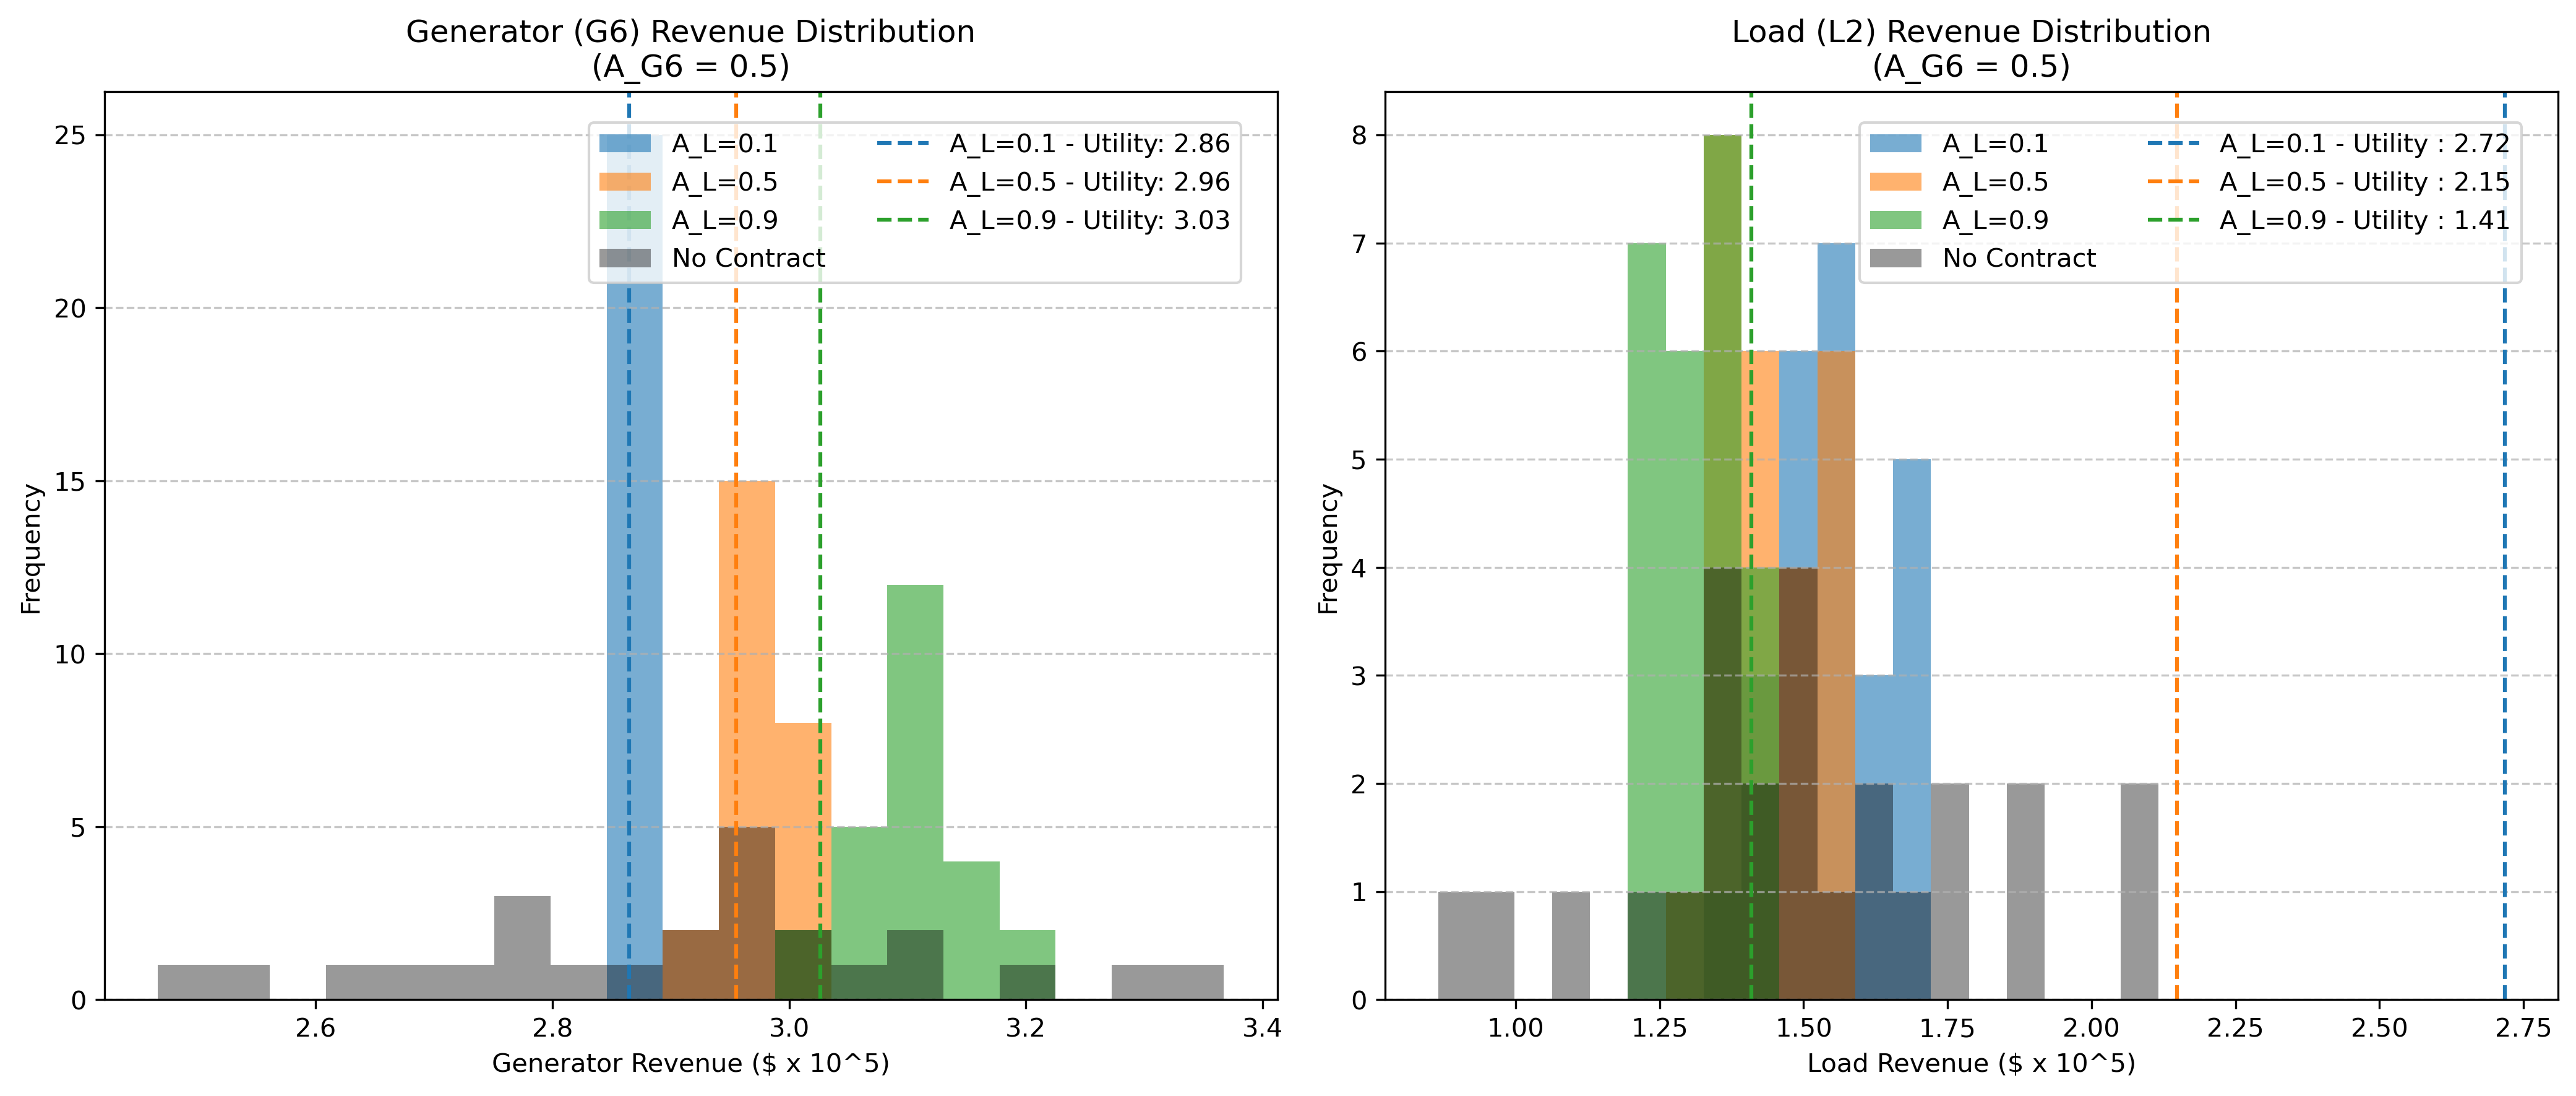 Generator (G6) Revenue Distribution
(A_G6 = 0.5)
25
20
15
10
5
0
Frequency
A_L=0.1
A_L=0.5
A_L=0.9
No Contract
A_L=0.1 - Utility: 2.86
A_L=0.5 - Utility: 2.96
A_L=0.9 - Utility: 3.03
2.6
2.8
3.0
3.2
3.4
Generator Revenue ($ x 10^5)
Load (L2) Revenue Distribution
(A_G6 = 0.5)
8
7
6
5
4
3
2
1
0
Frequency
A_L=0.1
A_L=0.5
A_L=0.9
No Contract
A_L=0.1 - Utility : 2.72
A_L=0.5 - Utility : 2.15
A_L=0.9 - Utility : 1.41
1.00
1.25
1.50
1.75
2.00
2.25
2.50
2.75
Load Revenue ($ x 10^5)